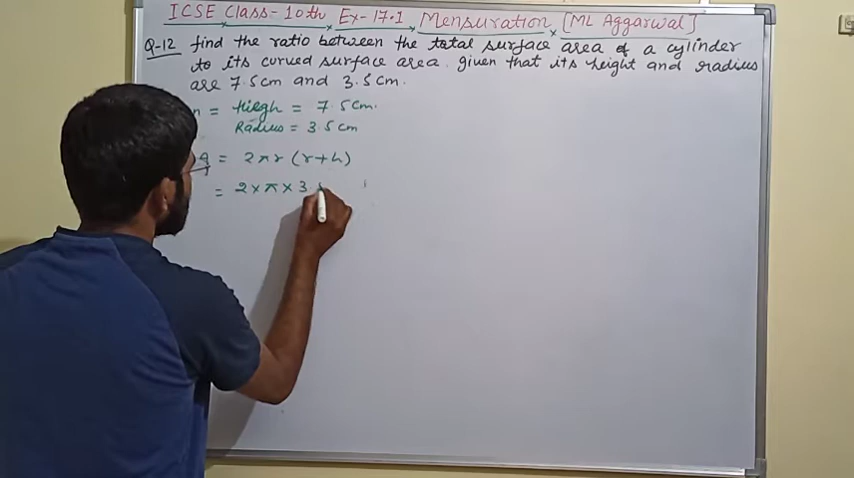 ICSE Class-10th Ex-17.1 Mensuration [ML Aggarwal]
Q-12 find the ratio between the total surface area of a cylinder
to its curved surface area. given that its height and radius
are 7.5cm and 3.5cm.
= Hiegh = 7.5cm.
Radius = 3.5cm
= 2πr (r+h)
= 2×π×3.